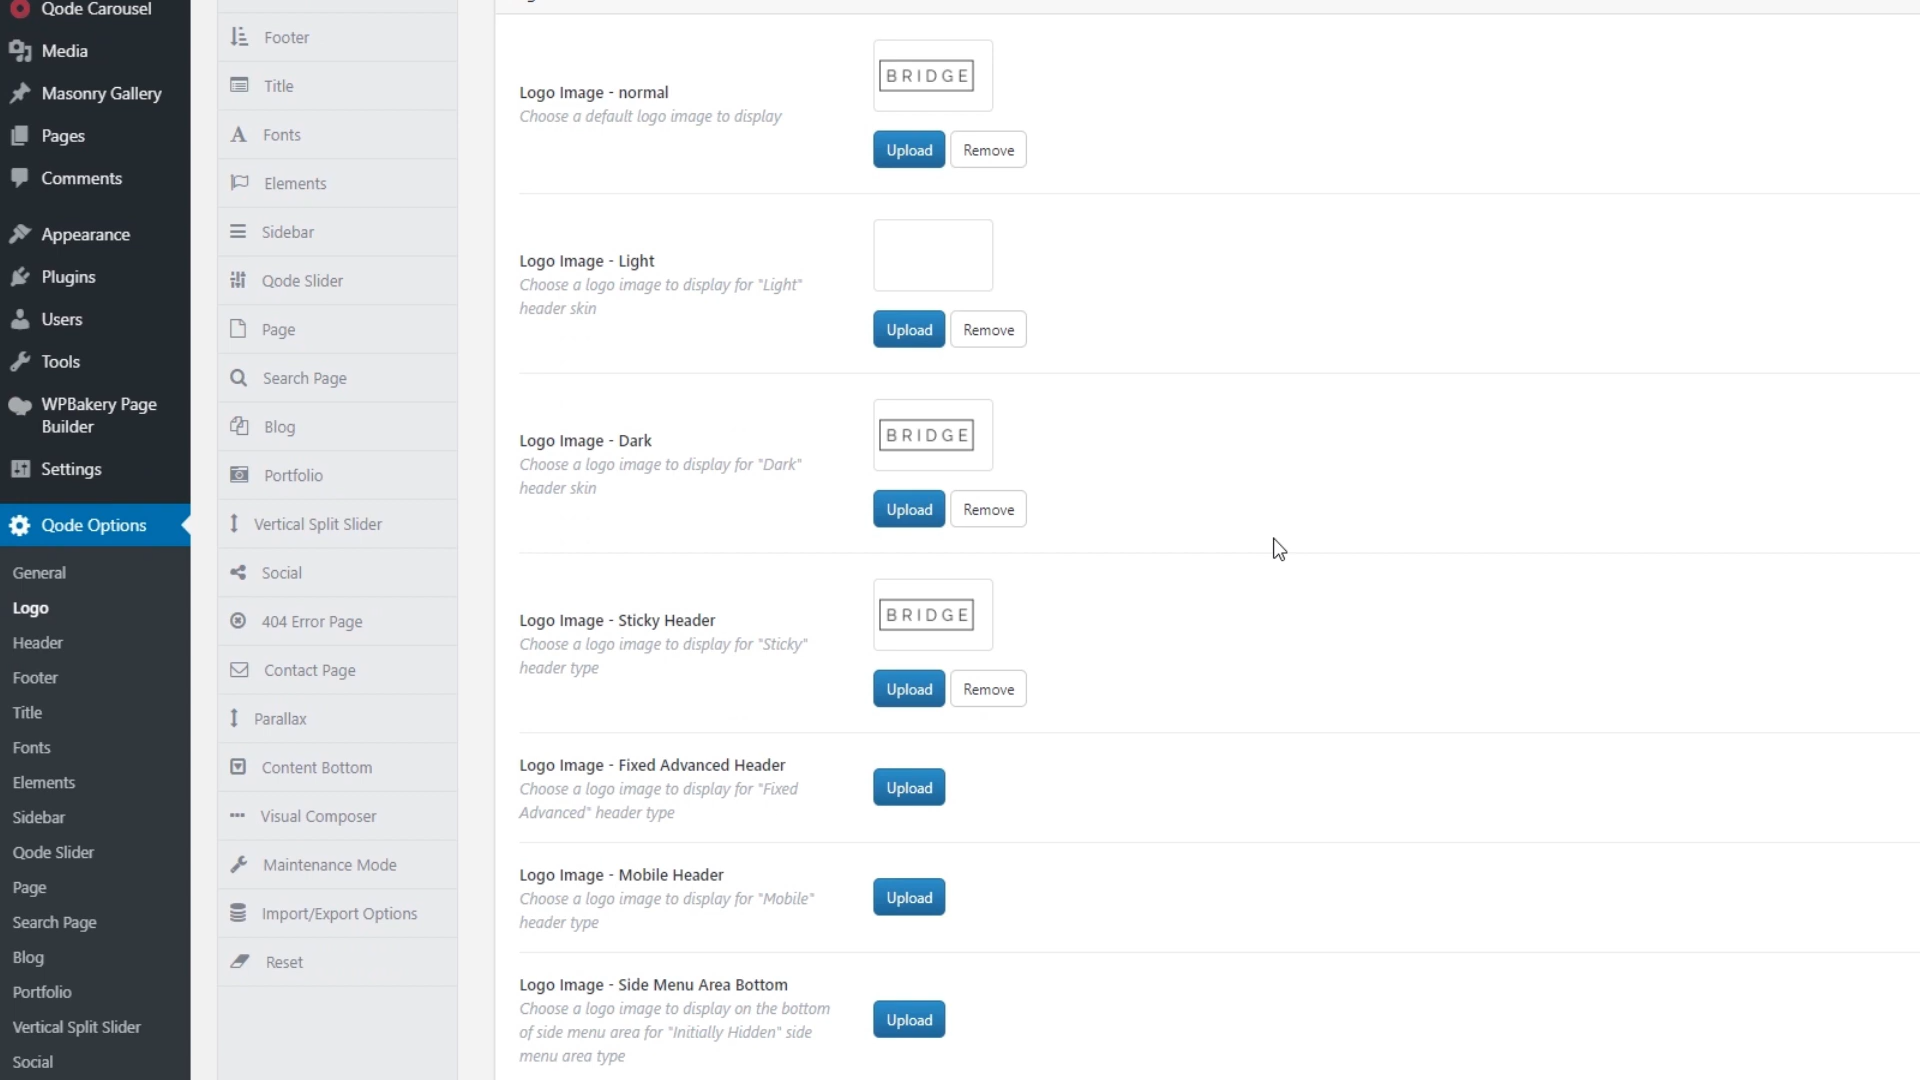 Qode Carousel
Media
Masonry Gallery
Pages
Comments
Appearance
Plugins
Users
Tools
WPBakery Page
Builder
Settings
Qode Options
General
Logo
Header
Footer
Title
Fonts
Elements
Sidebar
Qode Slider
Page
Search Page
Blog
Portfolio
Vertical Split Slider
Social
Footer
Title
Fonts
Elements
Sidebar
Qode Slider
Page
Search Page
Blog
Portfolio
Vertical Split Slider
Social
404 Error Page
Contact Page
Parallax
Content Bottom
Visual Composer
Maintenance Mode
Import/Export Options
Reset
Logo Image - normal
Choose a default logo image to display
BRIDGE
Upload Remove
Logo Image - Light
Choose a logo image to display for "Light"
header skin
Upload Remove
Logo Image - Dark
Choose a logo image to display for "Dark"
header skin
BRIDGE
Upload Remove
Logo Image - Sticky Header
Choose a logo image to display for "Sticky"
header type
BRIDGE
Upload Remove
Logo Image - Fixed Advanced Header
Choose a logo image to display for "Fixed
Advanced" header type
Upload
Logo Image - Mobile Header
Choose a logo image to display for "Mobile"
header type
Upload
Logo Image - Side Menu Area Bottom
Choose a logo image to display on the bottom
of side menu area for "Initially Hidden" side
menu area type
Upload